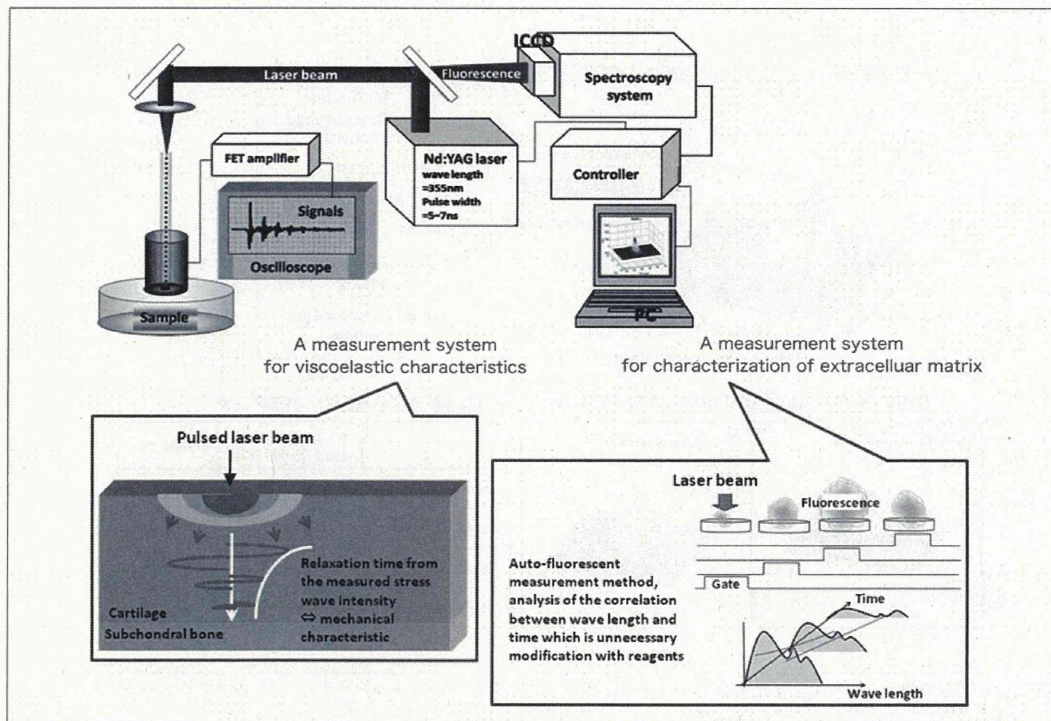 ICCD
Laser beam
Fluorescence
Spectroscopy
system
FET amplifier
Nd:YAG laser
wave length
=355nm
Pulse width
=5~7ns
Controller
Signals
Oscilloscope
Sample
PC
A measurement system
for viscoelastic characteristics
A measurement system
for characterization of extracelluar matrix
Pulsed laser beam
Relaxation time from
the measured stress
wave intensity
⇔ mechanical
characteristic
Cartilage
Subchondral bone
Laser beam
Fluorescence
Gate
Auto-fluorescent
measurement method,
analysis of the correlation
between wave length and
time which is unnecessary
modification with reagents
Time
Wave length